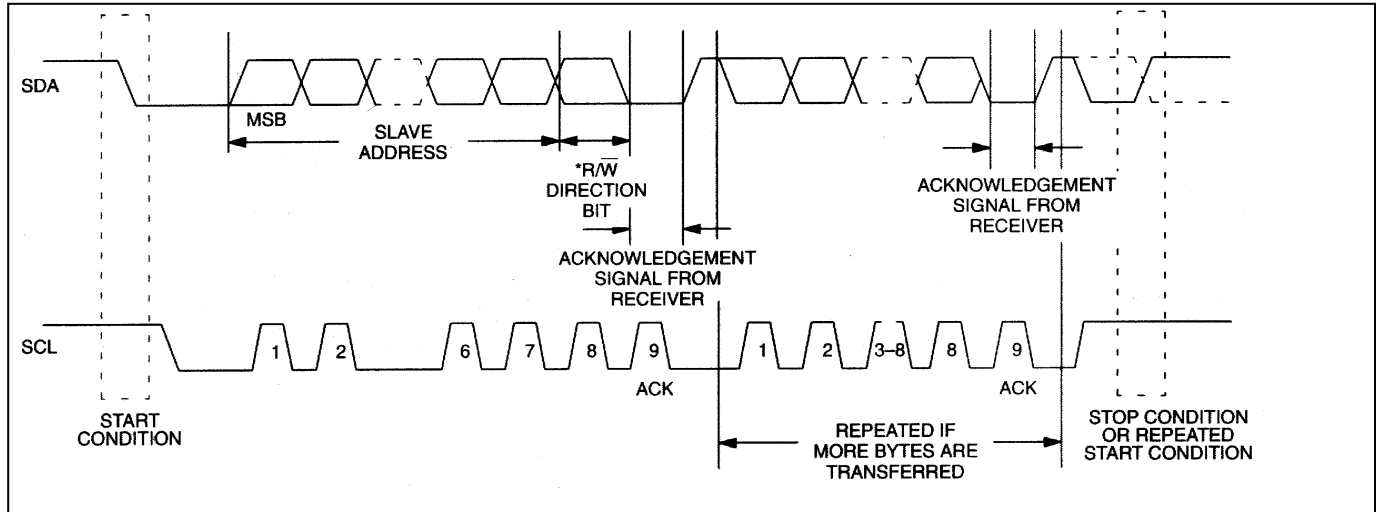 SDA
MSB
SLAVE
ADDRESS
*R/W̅
DIRECTION
BIT
ACKNOWLEDGEMENT
SIGNAL FROM
RECEIVER
ACKNOWLEDGEMENT
SIGNAL FROM
RECEIVER
SCL
1 2 6 7 8 9 1 2 3–8 8 9
ACK
ACK
START
CONDITION
REPEATED IF
MORE BYTES ARE
TRANSFERRED
STOP CONDITION
OR REPEATED
START CONDITION